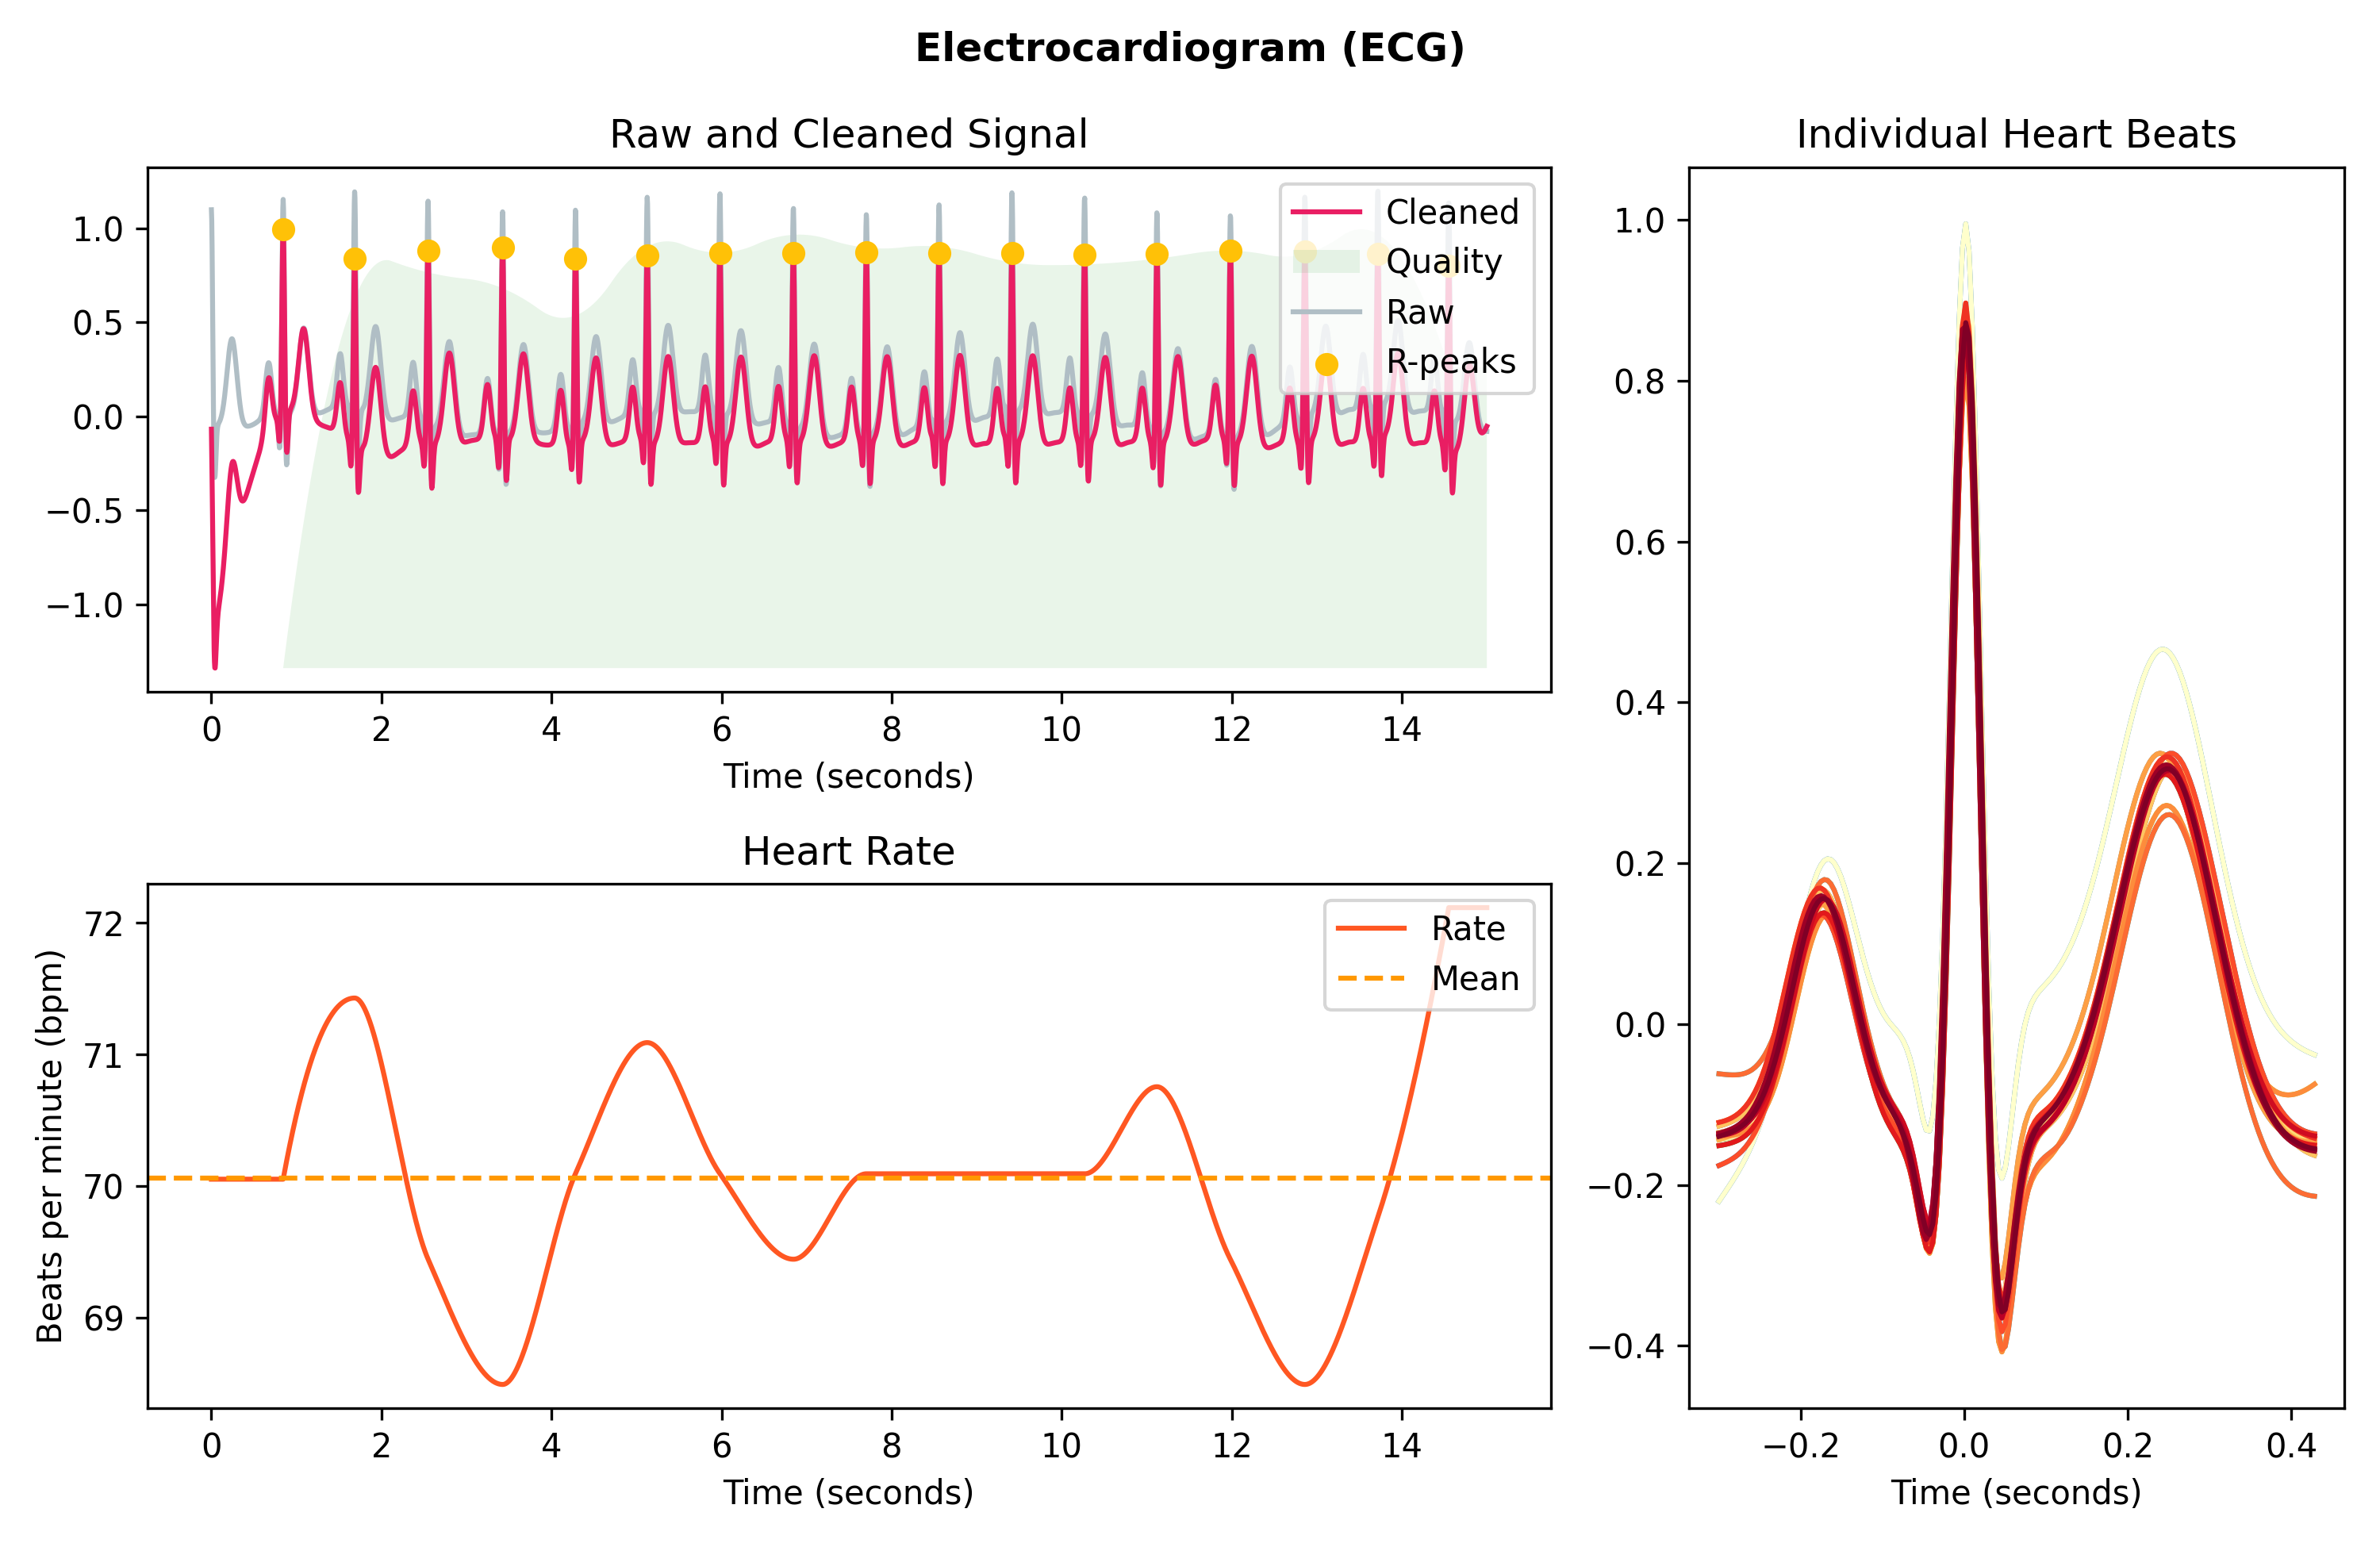 Electrocardiogram (ECG)
Raw and Cleaned Signal
1.0
0.5
0.0
−0.5
−1.0
Cleaned
Quality
Raw
R-peaks
0 2 4 6 8 10 12 14
Time (seconds)
Heart Rate
Beats per minute (bpm)
72
71
70
69
Rate
Mean
0 2 4 6 8 10 12 14
Time (seconds)
Individual Heart Beats
1.0
0.8
0.6
0.4
0.2
0.0
−0.2
−0.4
−0.2 0.0 0.2 0.4
Time (seconds)